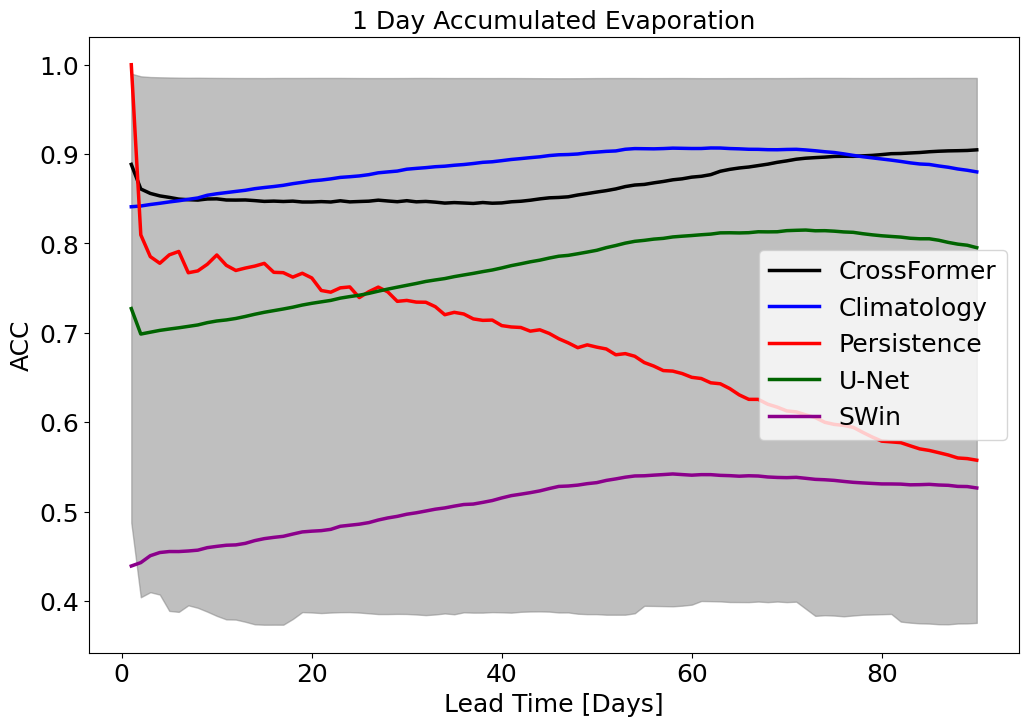 1 Day Accumulated Evaporation
1.0
0.9
0.8
0.7
0.6
0.5
0.4
ACC
CrossFormer
Climatology
Persistence
U-Net
SWin
0 20 40 60 80
Lead Time [Days]